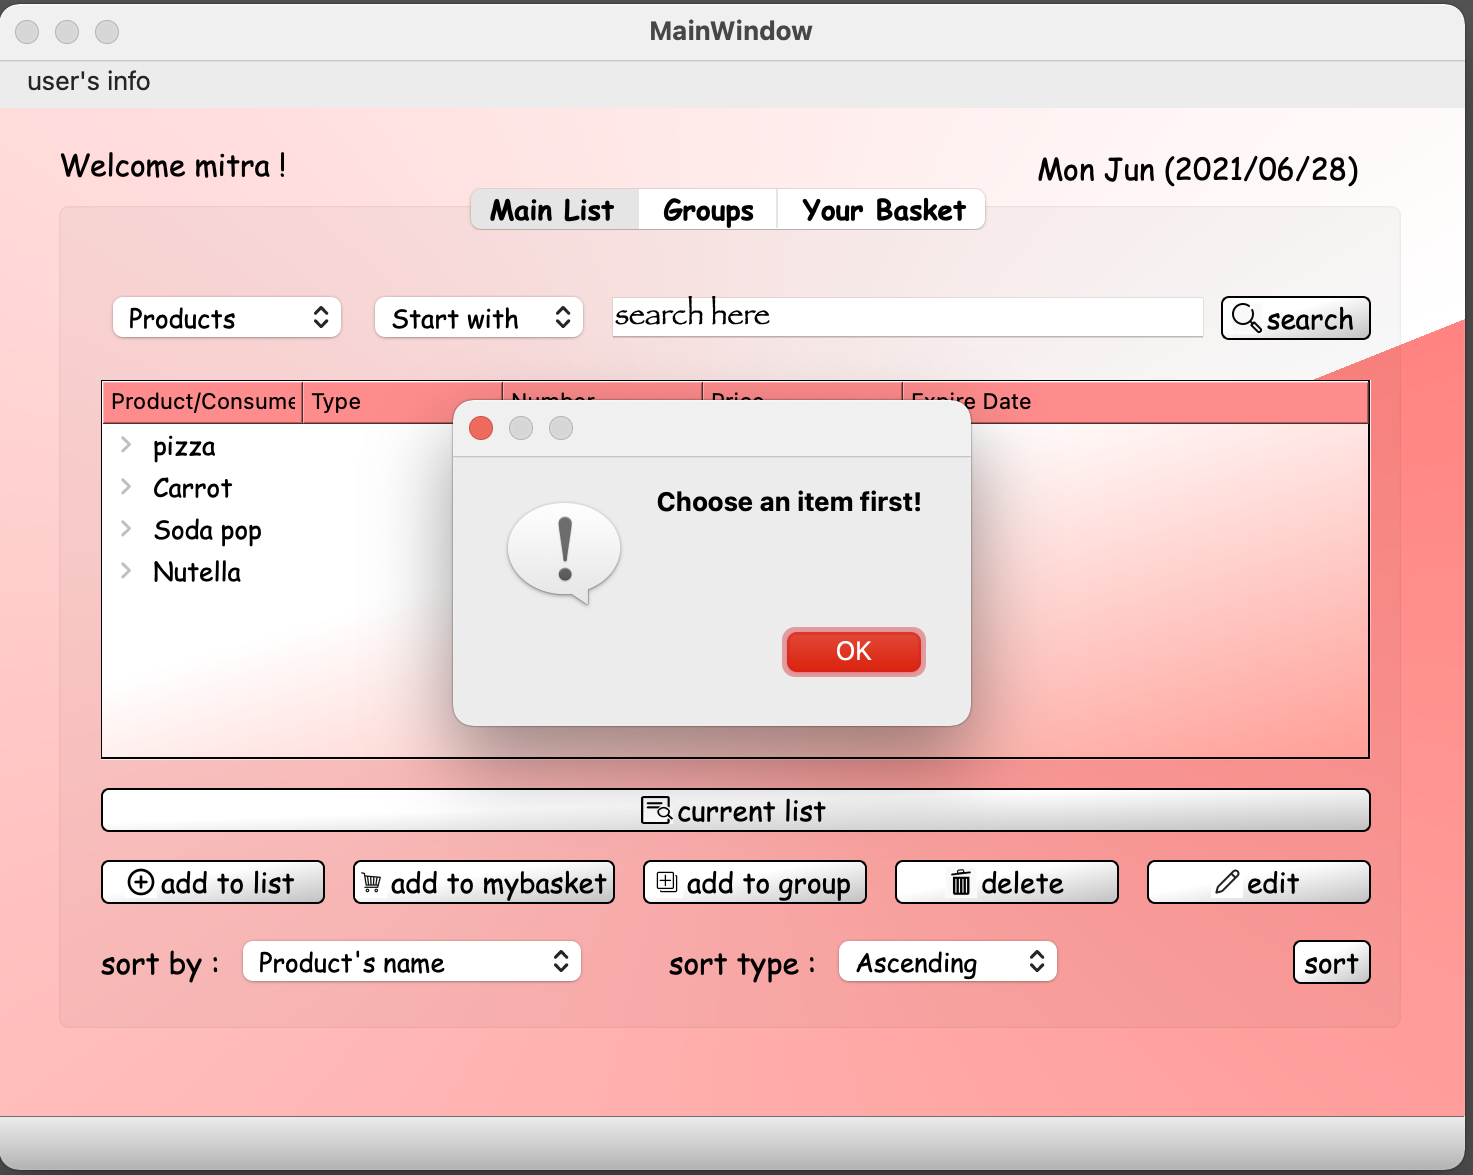 MainWindow
user's info
Welcome mitra !
Mon Jun (2021/06/28)
Main List Groups Your Basket
Products Start with search here search
Product/Consume Type Number Price Expire Date
pizza
Carrot
Soda pop
Nutella
Choose an item first!
OK
current list
add to list add to mybasket add to group delete edit
sort by : Product's name sort type : Ascending sort